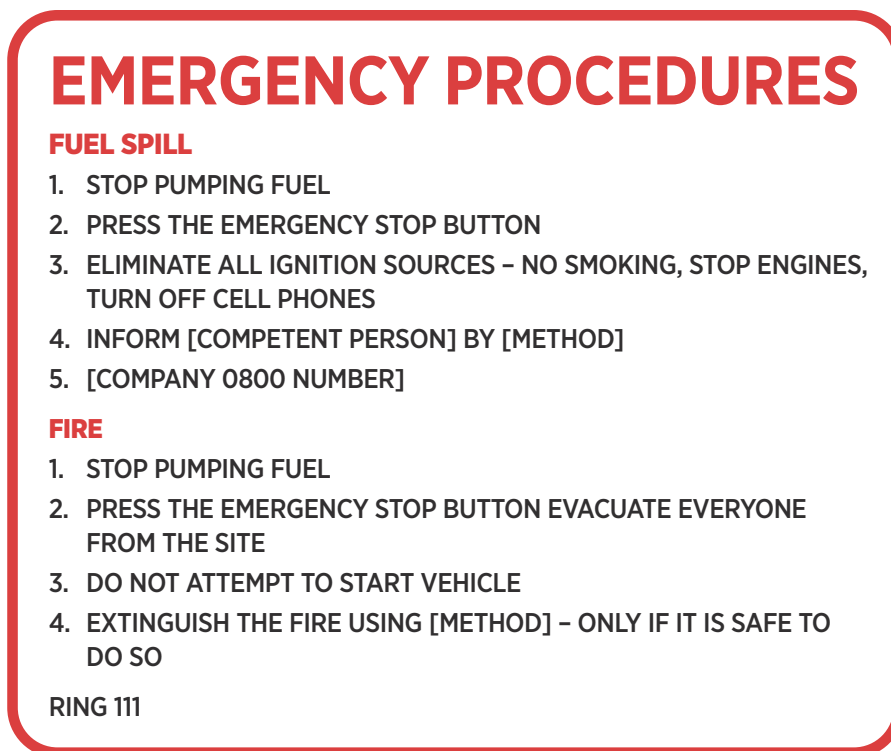 EMERGENCY PROCEDURES
FUEL SPILL
1. STOP PUMPING FUEL
2. PRESS THE EMERGENCY STOP BUTTON
3. ELIMINATE ALL IGNITION SOURCES – NO SMOKING, STOP ENGINES,
TURN OFF CELL PHONES
4. INFORM [COMPETENT PERSON] BY [METHOD]
5. [COMPANY 0800 NUMBER]
FIRE
1. STOP PUMPING FUEL
2. PRESS THE EMERGENCY STOP BUTTON EVACUATE EVERYONE
FROM THE SITE
3. DO NOT ATTEMPT TO START VEHICLE
4. EXTINGUISH THE FIRE USING [METHOD] – ONLY IF IT IS SAFE TO
DO SO
RING 111